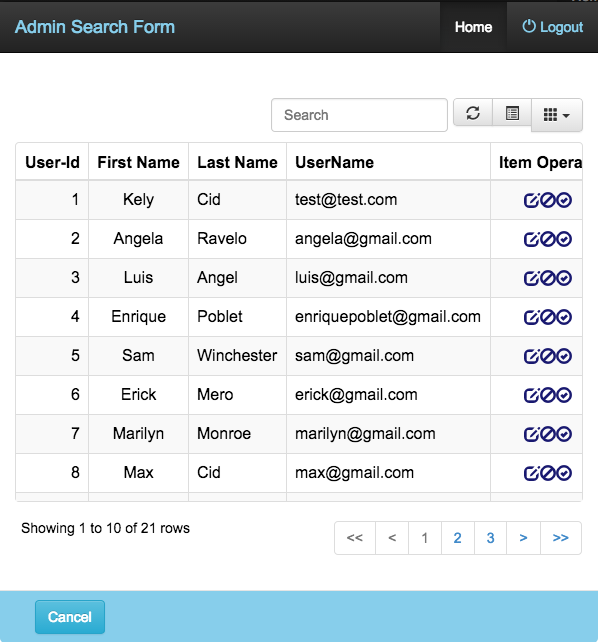 Admin Search Form Home Logout
Search
User-Id First Name Last Name UserName Item Opera
1 Kely Cid test@test.com
2 Angela Ravelo angela@gmail.com
3 Luis Angel luis@gmail.com
4 Enrique Poblet enriquepoblet@gmail.com
5 Sam Winchester sam@gmail.com
6 Erick Mero erick@gmail.com
7 Marilyn Monroe marilyn@gmail.com
8 Max Cid max@gmail.com
Showing 1 to 10 of 21 rows << < 1 2 3 > >>
Cancel